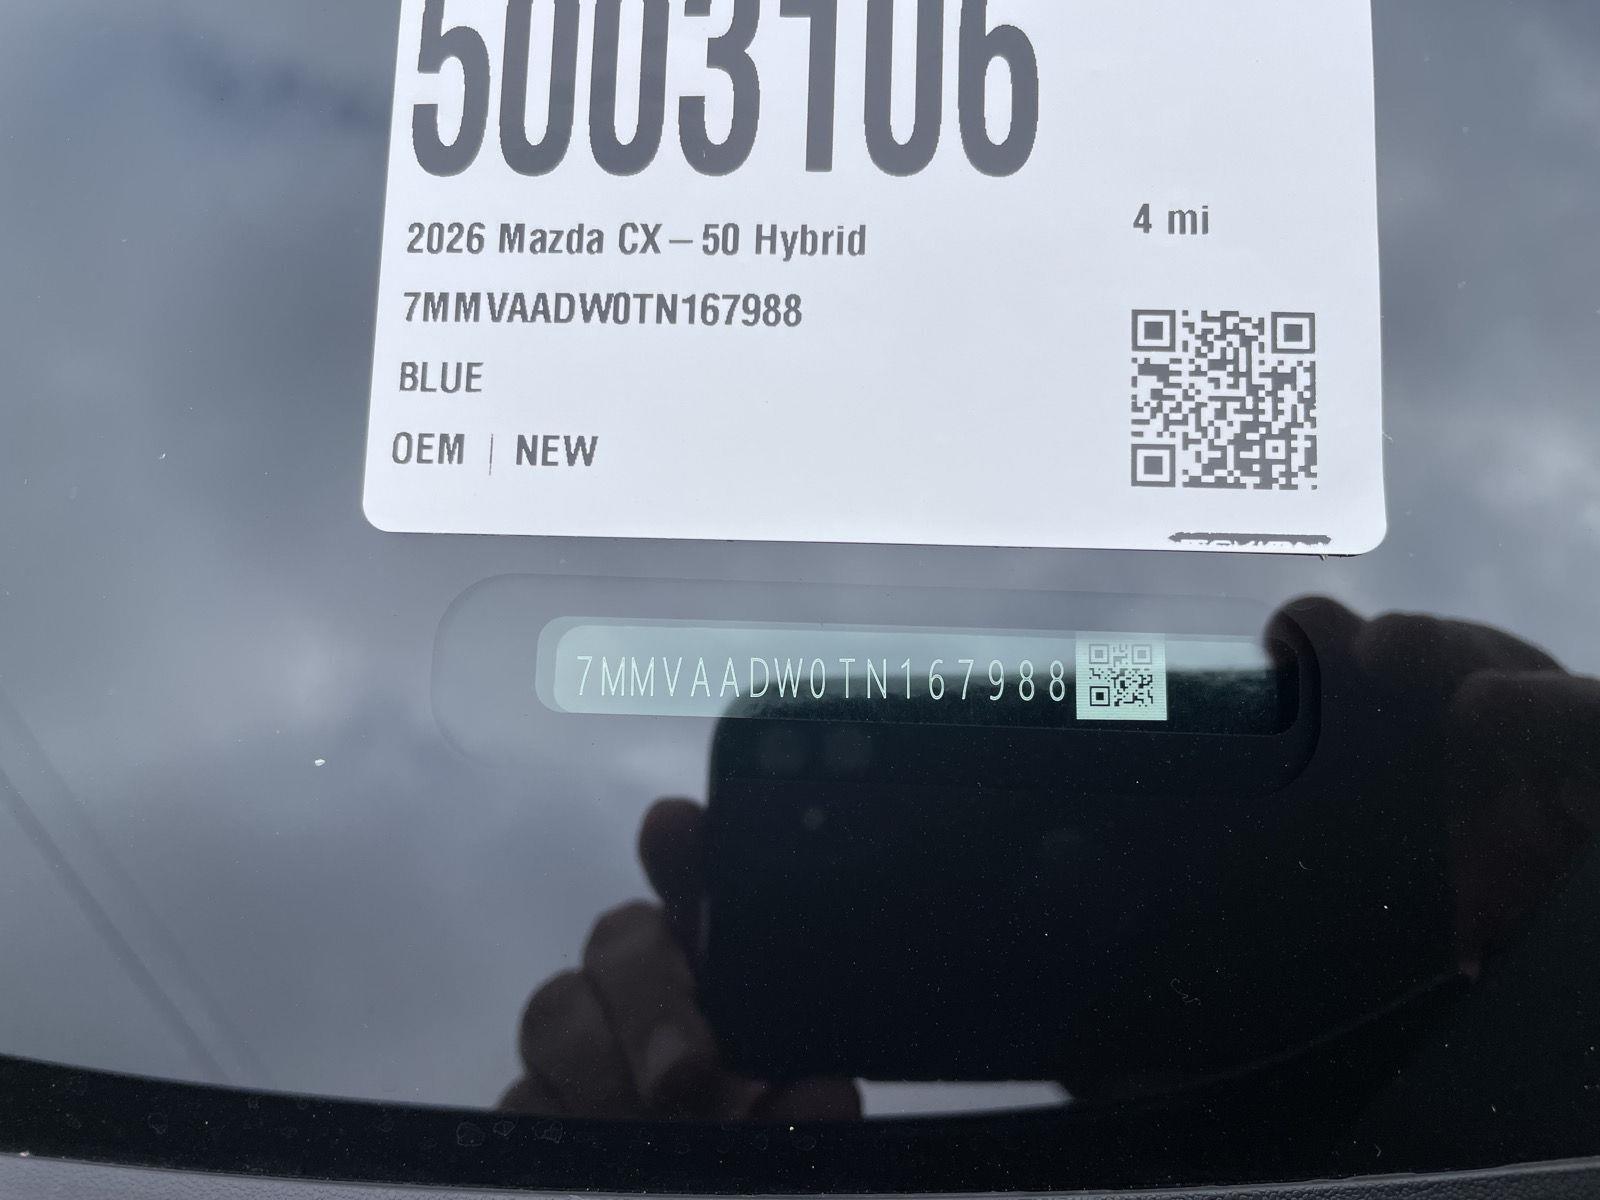 5003106
2026 Mazda CX-50 Hybrid
4 mi
7MMVAADW0TN167988
BLUE
OEM | NEW
7MMVAADW0TN167988